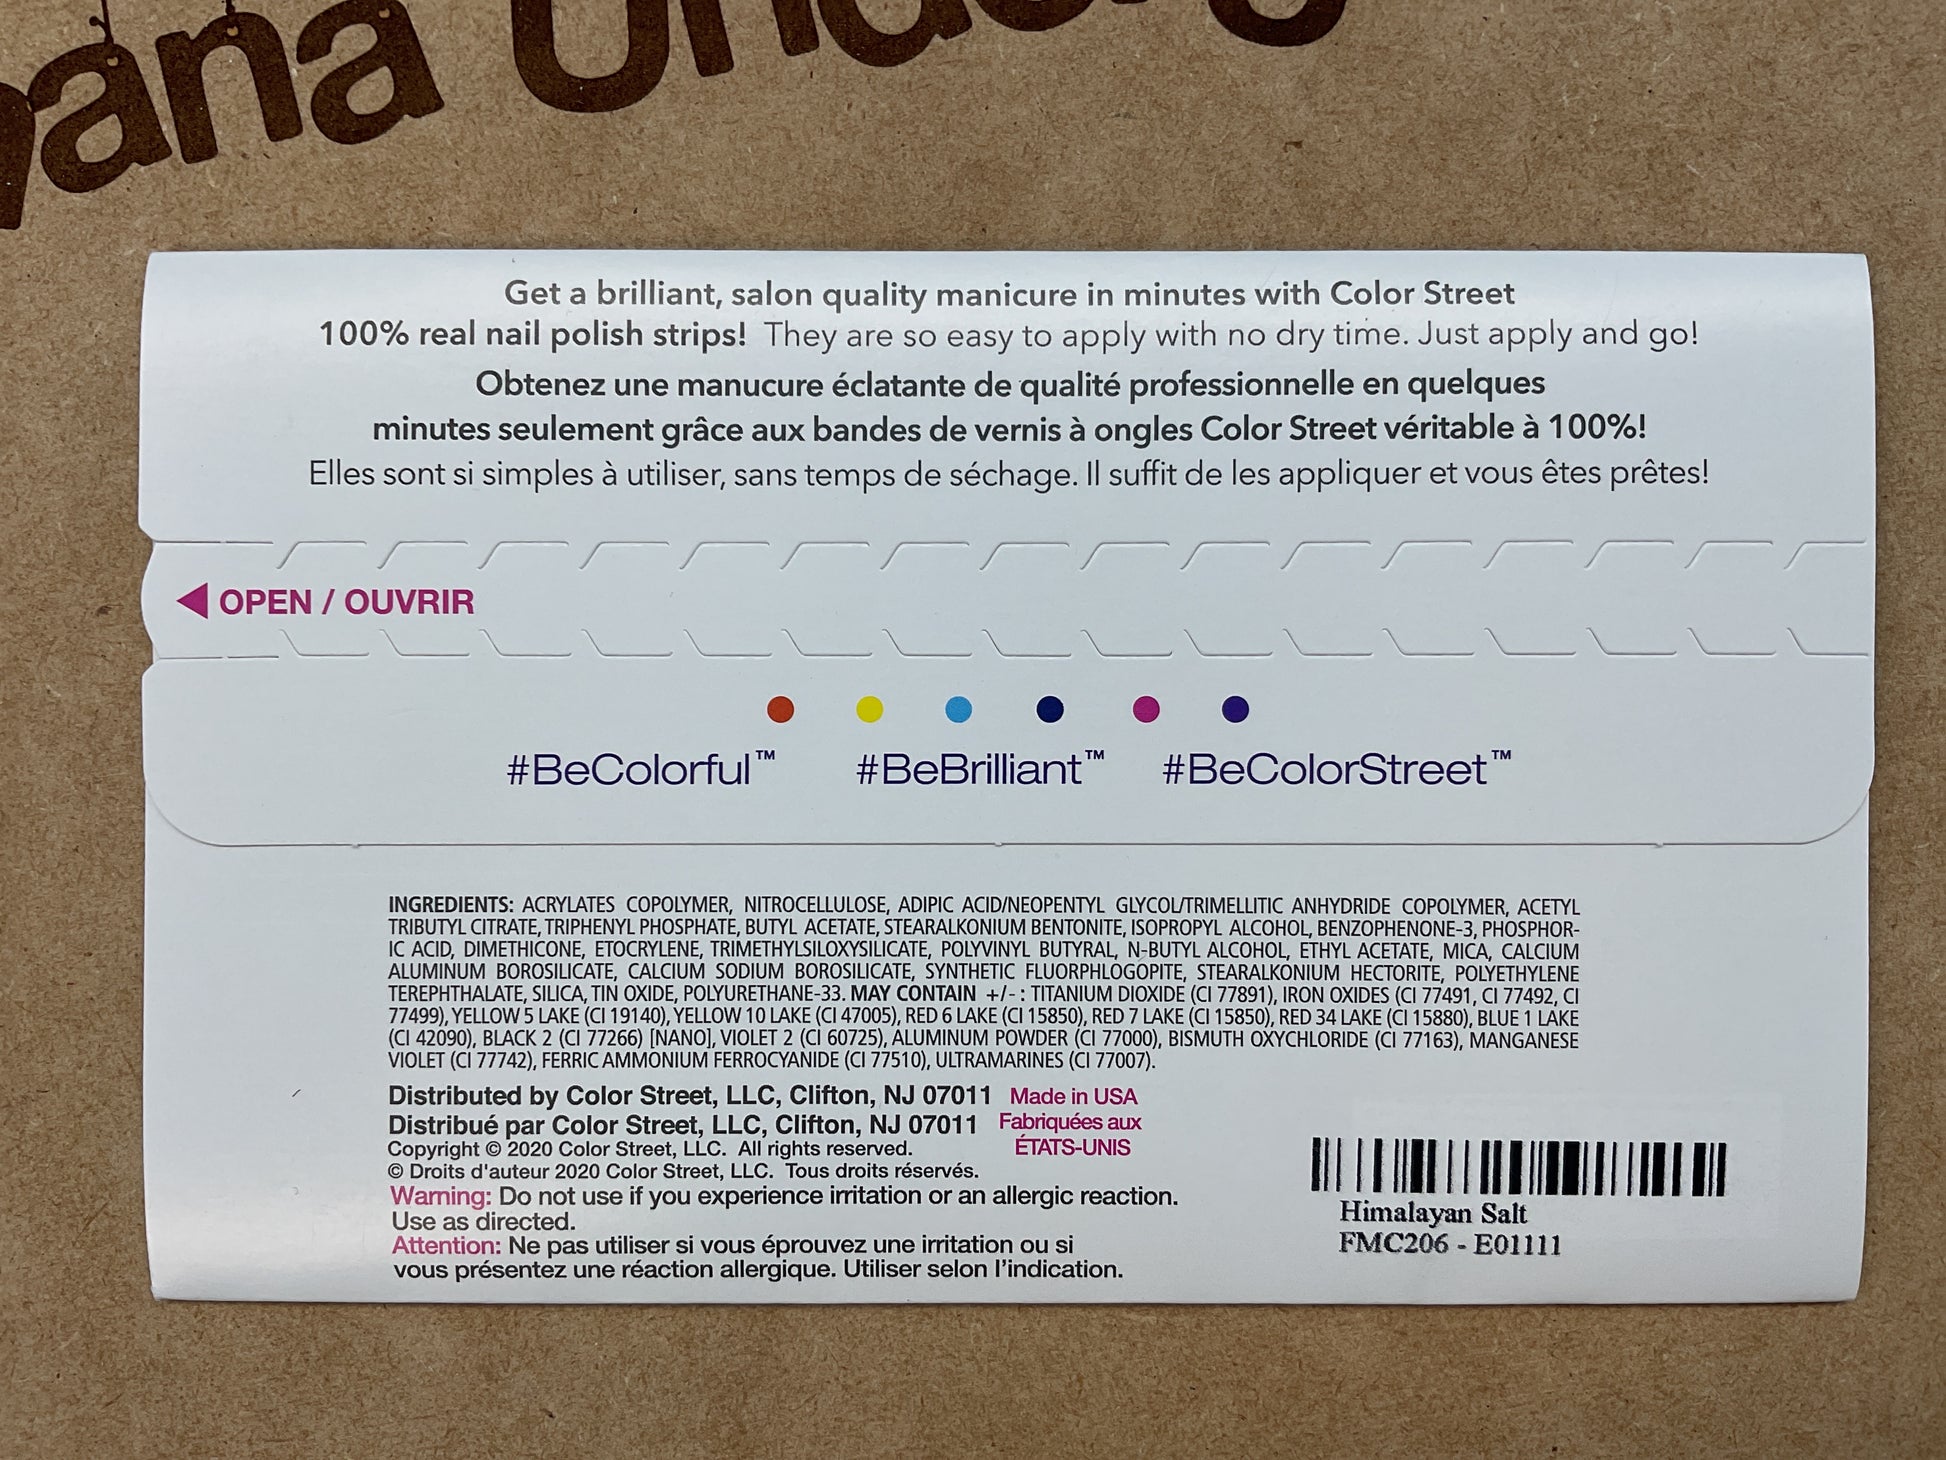 Get a brilliant, salon quality manicure in minutes with Color Street
100% real nail polish strips! They are so easy to apply with no dry time. Just apply and go!
Obtenez une manucure éclatante de qualité professionnelle en quelques
minutes seulement grâce aux bandes de vernis à ongles Color Street véritable à 100%!
Elles sont si simples à utiliser, sans temps de séchage. Il suffit de les appliquer et vous êtes prêtes!
OPEN / OUVRIR
#BeColorful™ #BeBrilliant™ #BeColorStreet™
INGREDIENTS: ACRYLATES COPOLYMER, NITROCELLULOSE, ADIPIC ACID/NEOPENTYL GLYCOL/TRIMELLITIC ANHYDRIDE COPOLYMER, ACETYL
TRIBUTYL CITRATE, TRIPHENYL PHOSPHATE, BUTYL ACETATE, STEARALKONIUM BENTONITE, ISOPROPYL ALCOHOL, BENZOPHENONE-3, PHOSPHOR-
IC ACID, DIMETHICONE, ETOCRYLENE, TRIMETHYLSILOXYSILICATE, POLYVINYL BUTYRAL, N-BUTYL ALCOHOL, ETHYL ACETATE, MICA, CALCIUM
ALUMINUM BOROSILICATE, CALCIUM SODIUM BOROSILICATE, SYNTHETIC FLUORPHLOGOPITE, STEARALKONIUM HECTORITE, POLYETHYLENE
TEREPHTHALATE, SILICA, TIN OXIDE, POLYURETHANE-33. MAY CONTAIN +/- : TITANIUM DIOXIDE (CI 77891), IRON OXIDES (CI 77491, CI 77492, CI
77499), YELLOW 5 LAKE (CI 19140), YELLOW 10 LAKE (CI 47005), RED 6 LAKE (CI 15850), RED 7 LAKE (CI 15850), RED 34 LAKE (CI 15880), BLUE 1 LAKE
(CI 42090), BLACK 2 (CI 77266) [NANO], VIOLET 2 (CI 60725), ALUMINUM POWDER (CI 77000), BISMUTH OXYCHLORIDE (CI 77163), MANGANESE
VIOLET (CI 77742), FERRIC AMMONIUM FERROCYANIDE (CI 77510), ULTRAMARINES (CI 77007).
Distributed by Color Street, LLC, Clifton, NJ 07011 Made in USA
Distribué par Color Street, LLC, Clifton, NJ 07011 Fabriquées aux
ÉTATS-UNIS
Copyright © 2020 Color Street, LLC. All rights reserved.
© Droits d'auteur 2020 Color Street, LLC. Tous droits réservés.
Warning: Do not use if you experience irritation or an allergic reaction.
Use as directed.
Attention: Ne pas utiliser si vous éprouvez une irritation ou si
vous présentez une réaction allergique. Utiliser selon l'indication.
Himalayan Salt
FMC206 - E01111